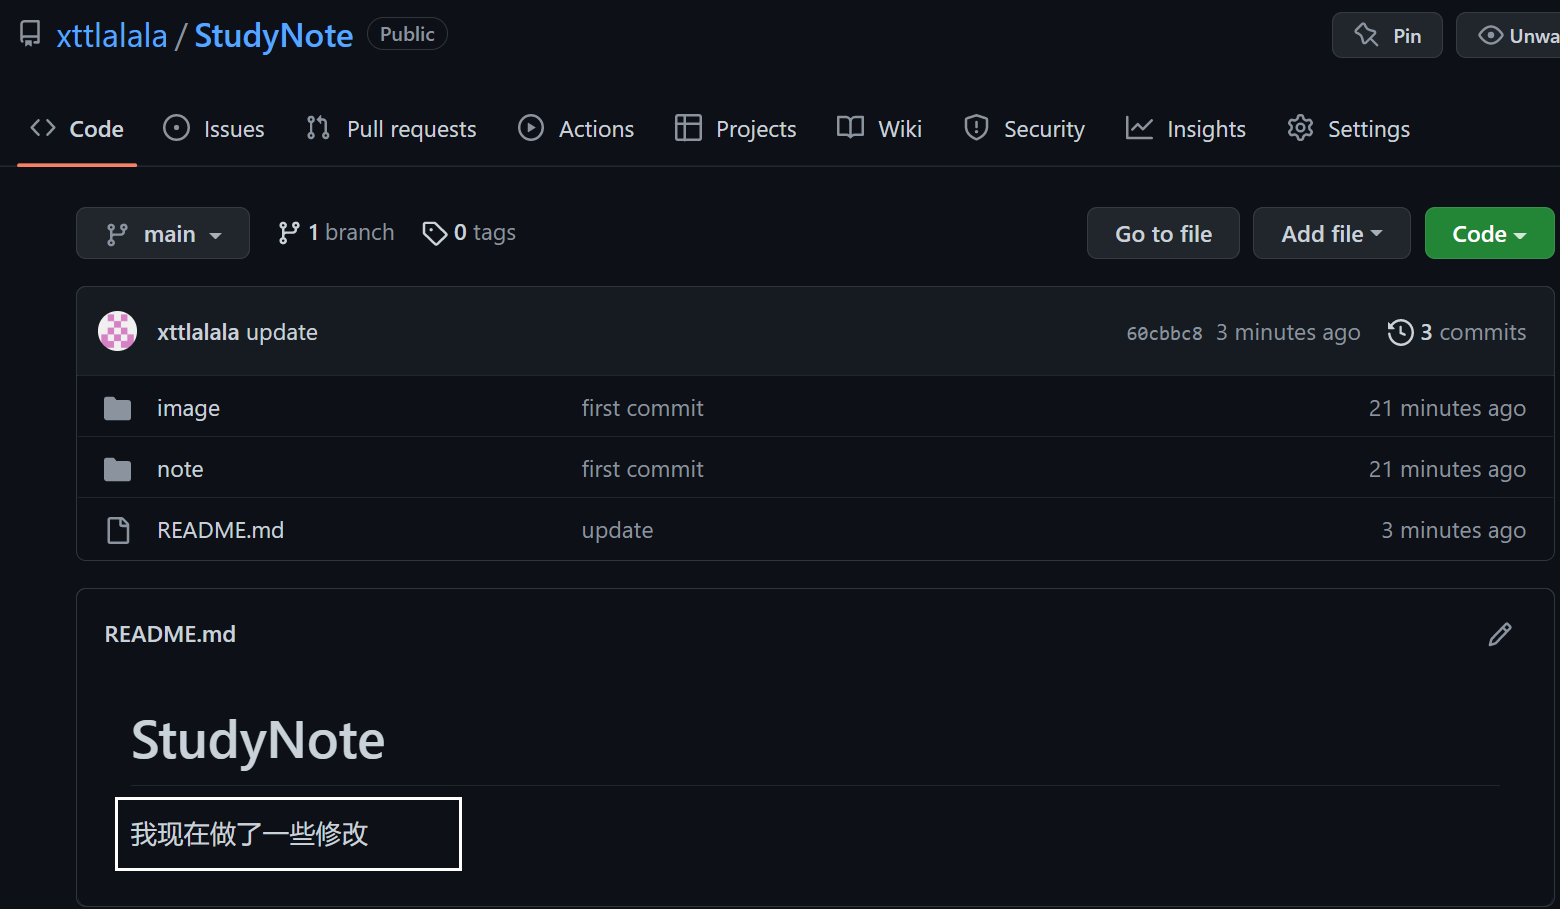 xttlalala / StudyNote Public Pin Unwa
Code Issues Pull requests Actions Projects Wiki Security Insights Settings
main 1 branch 0 tags Go to file Add file Code
xttlalala update 60cbbc8 3 minutes ago 3 commits
image first commit 21 minutes ago
note first commit 21 minutes ago
README.md update 3 minutes ago
README.md
StudyNote
我现在做了一些修改